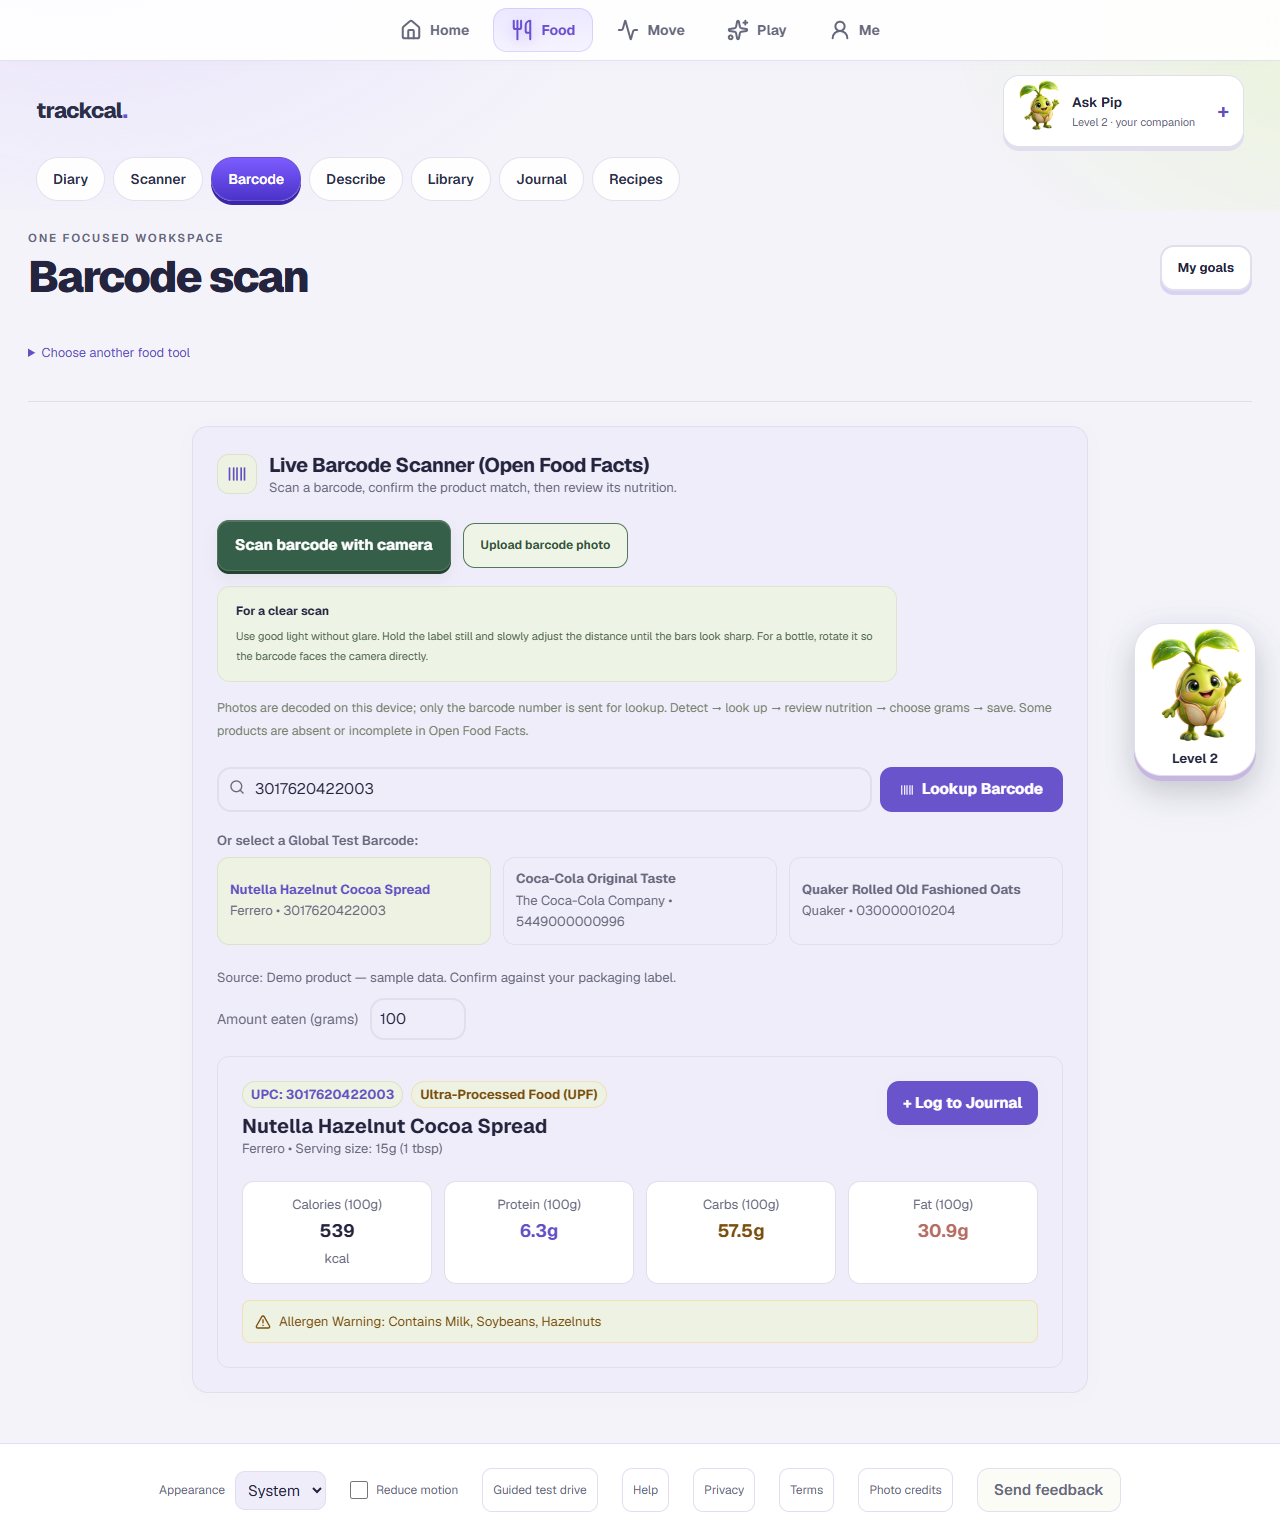 Home
Food
Move
Play
Me
trackcal.
Ask Pip
Level 2 · your companion
+
Diary
Scanner
Barcode
Describe
Library
Journal
Recipes
ONE FOCUSED WORKSPACE
Barcode scan
My goals
Choose another food tool
Live Barcode Scanner (Open Food Facts)
Scan a barcode, confirm the product match, then review its nutrition.
Scan barcode with camera
Upload barcode photo
For a clear scan
Use good light without glare. Hold the label still and slowly adjust the distance until the bars look sharp. For a bottle, rotate it so
the barcode faces the camera directly.
Photos are decoded on this device; only the barcode number is sent for lookup. Detect → look up → review nutrition → choose grams → save. Some
products are absent or incomplete in Open Food Facts.
Level 2
3017620422003
Lookup Barcode
Or select a Global Test Barcode:
Nutella Hazelnut Cocoa Spread
Ferrero • 3017620422003
Coca-Cola Original Taste
The Coca-Cola Company •
5449000000996
Quaker Rolled Old Fashioned Oats
Quaker • 030000010204
Source: Demo product — sample data. Confirm against your packaging label.
Amount eaten (grams)
100
UPC: 3017620422003
Ultra-Processed Food (UPF)
+ Log to Journal
Nutella Hazelnut Cocoa Spread
Ferrero • Serving size: 15g (1 tbsp)
Calories (100g)
539
kcal
Protein (100g)
6.3g
Carbs (100g)
57.5g
Fat (100g)
30.9g
Allergen Warning: Contains Milk, Soybeans, Hazelnuts
Appearance
System
Reduce motion
Guided test drive
Help
Privacy
Terms
Photo credits
Send feedback